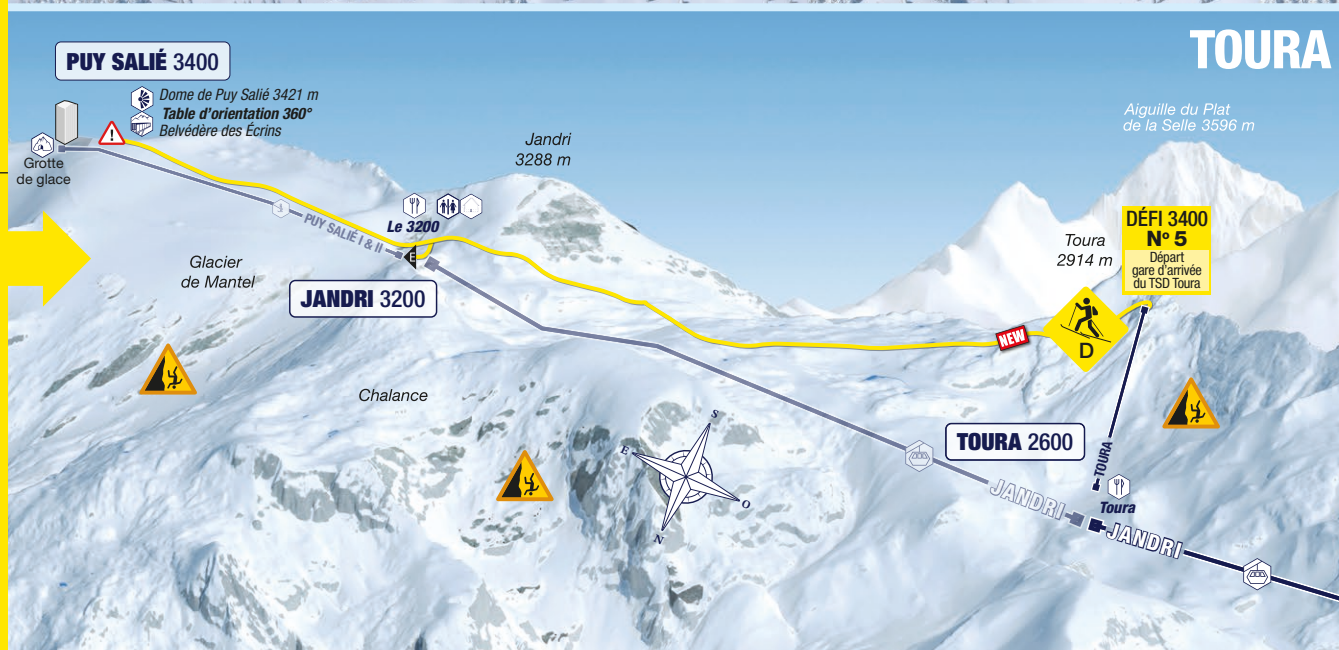 TOURA
PUY SALIÉ 3400
Dome de Puy Salié 3421 m
Table d'orientation 360°
Belvédère des Écrins
Grotte
de glace
Jandri
3288 m
Aiguille du Plat
de la Selle 3596 m
Le 3200
PUY SALIÉ I & II
E
Glacier
de Mantel
JANDRI 3200
Toura
2914 m
DÉFI 3400
Nº 5
Départ
gare d'arrivée
du TSD Toura
NEW
D
Chalance
S
E
O
N
TOURA 2600
TOURA
Toura
JANDRI
JANDRI